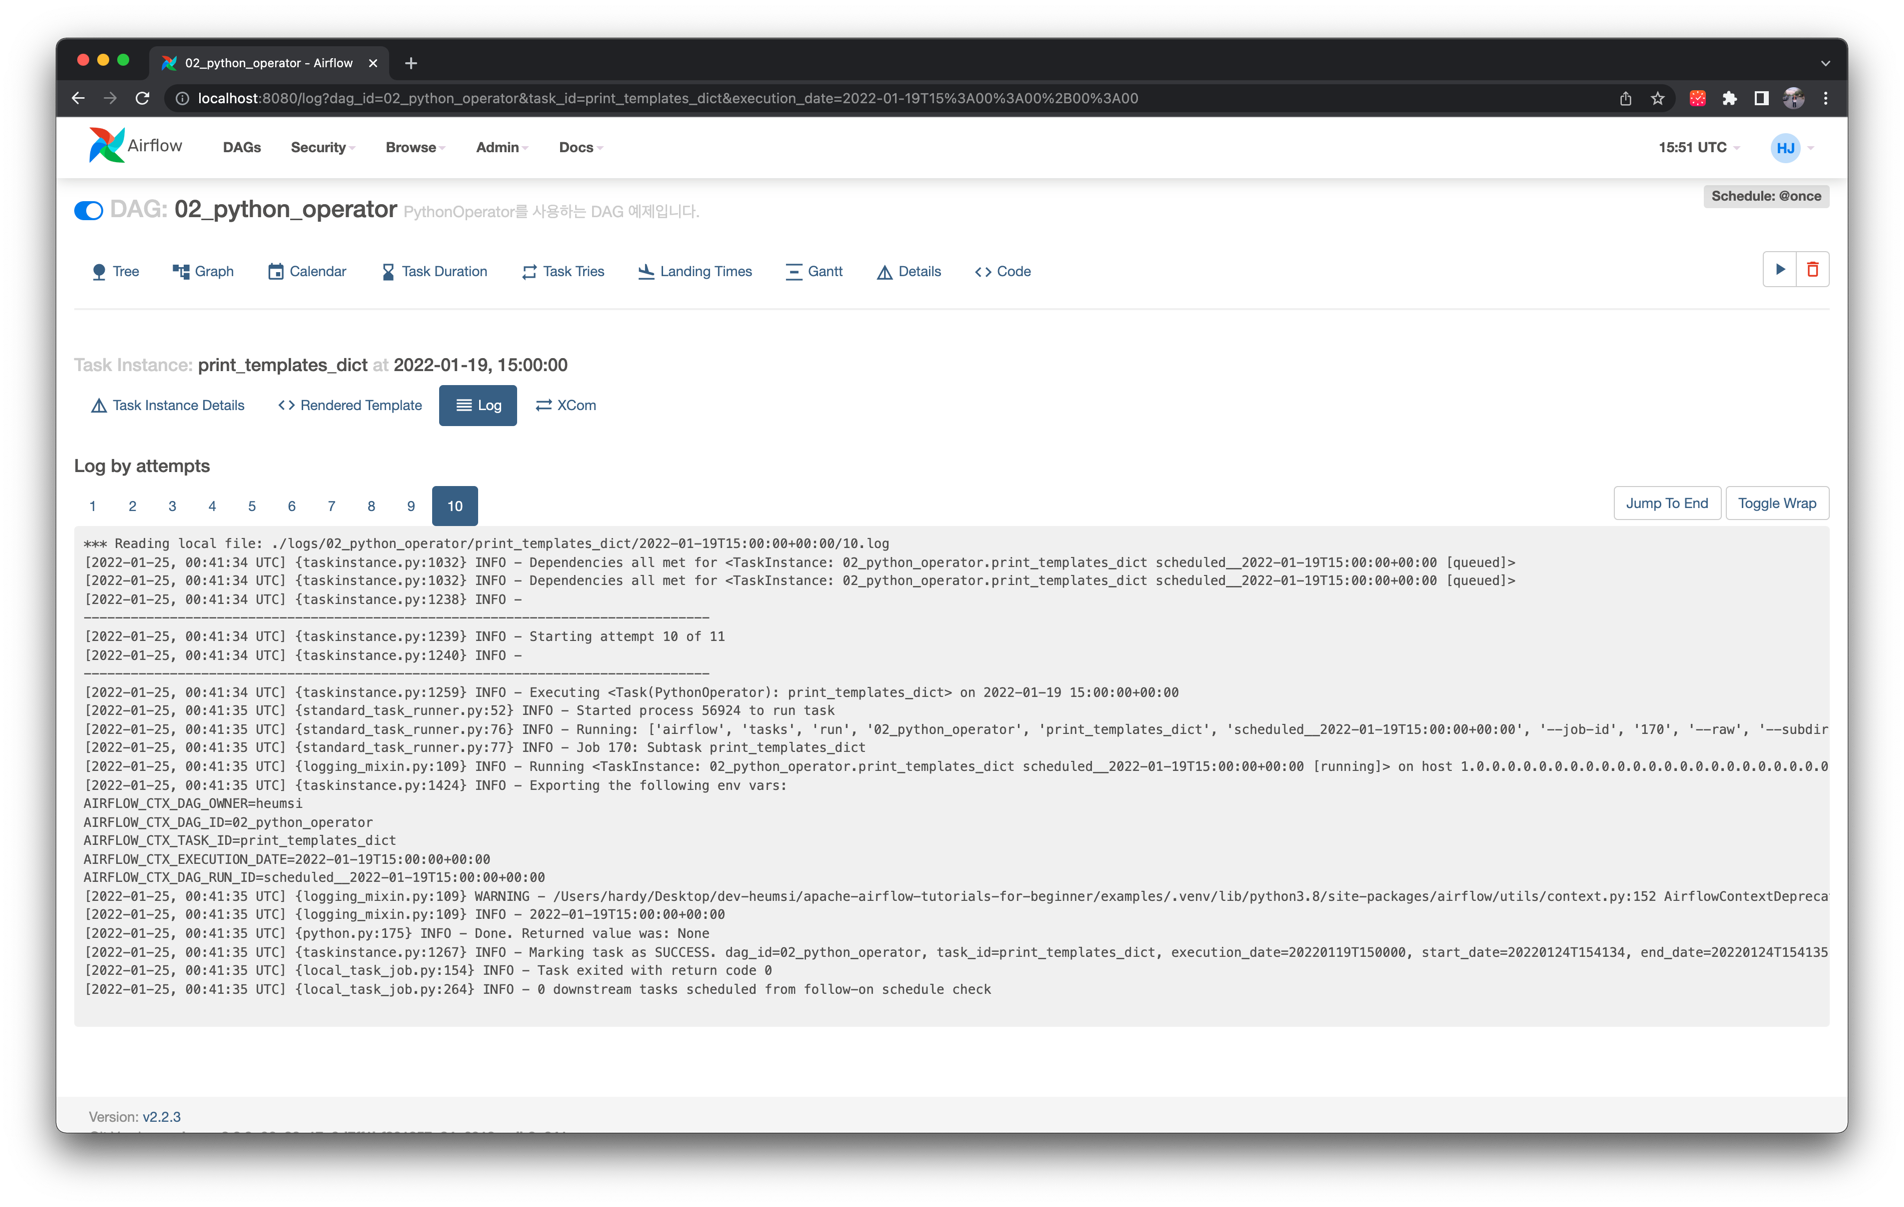 02_python_operator - Airflow
localhost:8080/log?dag_id=02_python_operator&task_id=print_templates_dict&execution_date=2022-01-19T15%3A00%3A00%2B00%3A00
Airflow DAGs Security Browse Admin Docs 15:51 UTC HJ
Schedule: @once
DAG: 02_python_operator PythonOperator를 사용하는 DAG 예제입니다.
Tree Graph Calendar Task Duration Task Tries Landing Times Gantt Details Code
Task Instance: print_templates_dict at 2022-01-19, 15:00:00
Task Instance Details Rendered Template Log XCom
Log by attempts
1 2 3 4 5 6 7 8 9 10 Jump To End Toggle Wrap
*** Reading local file: ./logs/02_python_operator/print_templates_dict/2022-01-19T15:00:00+00:00/10.log
[2022-01-25, 00:41:34 UTC] {taskinstance.py:1032} INFO - Dependencies all met for <TaskInstance: 02_python_operator.print_templates_dict scheduled__2022-01-19T15:00:00+00:00 [queued]>
[2022-01-25, 00:41:34 UTC] {taskinstance.py:1032} INFO - Dependencies all met for <TaskInstance: 02_python_operator.print_templates_dict scheduled__2022-01-19T15:00:00+00:00 [queued]>
[2022-01-25, 00:41:34 UTC] {taskinstance.py:1238} INFO -
--------------------------------------------------------------------------------
[2022-01-25, 00:41:34 UTC] {taskinstance.py:1239} INFO - Starting attempt 10 of 11
[2022-01-25, 00:41:34 UTC] {taskinstance.py:1240} INFO -
--------------------------------------------------------------------------------
[2022-01-25, 00:41:34 UTC] {taskinstance.py:1259} INFO - Executing <Task(PythonOperator): print_templates_dict> on 2022-01-19 15:00:00+00:00
[2022-01-25, 00:41:35 UTC] {standard_task_runner.py:52} INFO - Started process 56924 to run task
[2022-01-25, 00:41:35 UTC] {standard_task_runner.py:76} INFO - Running: ['airflow', 'tasks', 'run', '02_python_operator', 'print_templates_dict', 'scheduled__2022-01-19T15:00:00+00:00', '--job-id', '170', '--raw', '--subdir
[2022-01-25, 00:41:35 UTC] {standard_task_runner.py:77} INFO - Job 170: Subtask print_templates_dict
[2022-01-25, 00:41:35 UTC] {logging_mixin.py:109} INFO - Running <TaskInstance: 02_python_operator.print_templates_dict scheduled__2022-01-19T15:00:00+00:00 [running]> on host 1.0.0.0.0.0.0.0.0.0.0.0.0.0.0.0.0.0.0.0.0.0.0.0
[2022-01-25, 00:41:35 UTC] {taskinstance.py:1424} INFO - Exporting the following env vars:
AIRFLOW_CTX_DAG_OWNER=heumsi
AIRFLOW_CTX_DAG_ID=02_python_operator
AIRFLOW_CTX_TASK_ID=print_templates_dict
AIRFLOW_CTX_EXECUTION_DATE=2022-01-19T15:00:00+00:00
AIRFLOW_CTX_DAG_RUN_ID=scheduled__2022-01-19T15:00:00+00:00
[2022-01-25, 00:41:35 UTC] {logging_mixin.py:109} WARNING - /Users/hardy/Desktop/dev-heumsi/apache-airflow-tutorials-for-beginner/examples/.venv/lib/python3.8/site-packages/airflow/utils/context.py:152 AirflowContextDepreca
[2022-01-25, 00:41:35 UTC] {logging_mixin.py:109} INFO - 2022-01-19T15:00:00+00:00
[2022-01-25, 00:41:35 UTC] {python.py:175} INFO - Done. Returned value was: None
[2022-01-25, 00:41:35 UTC] {taskinstance.py:1267} INFO - Marking task as SUCCESS. dag_id=02_python_operator, task_id=print_templates_dict, execution_date=20220119T150000, start_date=20220124T154134, end_date=20220124T154135
[2022-01-25, 00:41:35 UTC] {local_task_job.py:154} INFO - Task exited with return code 0
[2022-01-25, 00:41:35 UTC] {local_task_job.py:264} INFO - 0 downstream tasks scheduled from follow-on schedule check
Version: v2.2.3